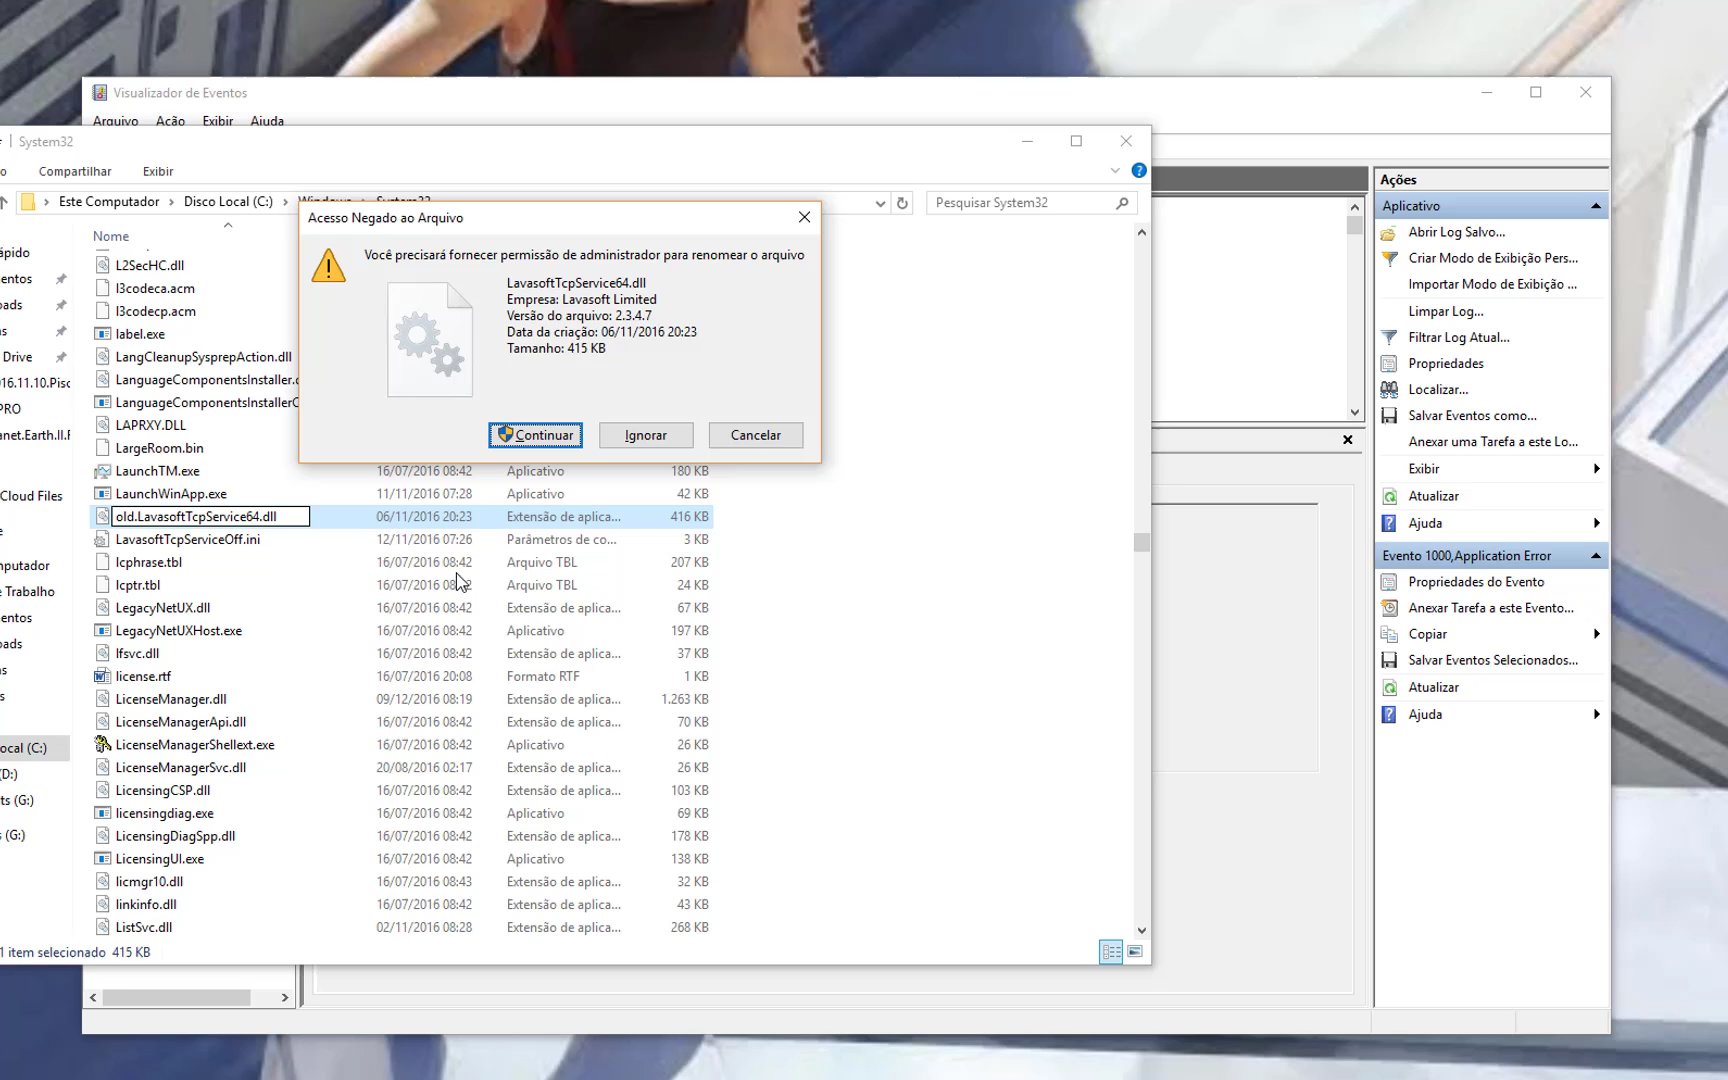 Visualizador de Eventos
Arquivo Ação Exibir Ajuda
System32
Compartilhar Exibir
Este Computador > Disco Local (C:) >
Pesquisar System32
Nome
L2SecHC.dll
l3codeca.acm
l3codecp.acm
label.exe
LangCleanupSysprepAction.dll
LanguageComponentsInstaller.
LanguageComponentsInstaller
LAPRXY.DLL
LargeRoom.bin
LaunchTM.exe 16/07/2016 08:42 Aplicativo 180 KB
LaunchWinApp.exe 11/11/2016 07:28 Aplicativo 42 KB
old.LavasoftTcpService64.dll 06/11/2016 20:23 Extensão de aplica... 416 KB
LavasoftTcpServiceOff.ini 12/11/2016 07:26 Parâmetros de co... 3 KB
lcphrase.tbl 16/07/2016 08:42 Arquivo TBL 207 KB
lcptr.tbl 16/07/2016 Arquivo TBL 24 KB
LegacyNetUX.dll 16/07/2016 08:42 Extensão de aplica... 67 KB
LegacyNetUXHost.exe 16/07/2016 08:42 Aplicativo 197 KB
lfsvc.dll 16/07/2016 08:42 Extensão de aplica... 37 KB
license.rtf 16/07/2016 20:08 Formato RTF 1 KB
LicenseManager.dll 09/12/2016 08:19 Extensão de aplica... 1.263 KB
LicenseManagerApi.dll 16/07/2016 08:42 Extensão de aplica... 70 KB
LicenseManagerShellext.exe 16/07/2016 08:42 Aplicativo 26 KB
LicenseManagerSvc.dll 20/08/2016 02:17 Extensão de aplica... 26 KB
LicensingCSP.dll 16/07/2016 08:42 Extensão de aplica... 103 KB
licensingdiag.exe 16/07/2016 08:42 Aplicativo 69 KB
LicensingDiagSpp.dll 16/07/2016 08:42 Extensão de aplica... 178 KB
LicensingUI.exe 16/07/2016 08:42 Aplicativo 138 KB
licmgr10.dll 16/07/2016 08:43 Extensão de aplica... 32 KB
linkinfo.dll 16/07/2016 08:42 Extensão de aplica... 43 KB
ListSvc.dll 02/11/2016 08:28 Extensão de aplica... 268 KB
1 item selecionado 415 KB
ápido
entos
oads
as
Drive
16.11.10.Pisc
PRO
anet.Earth.II.F
Cloud Files
e
mputador
Trabalho
entos
oads
s
s
ocal (C:)
(D:)
ts (G:)
s (G:)
Acesso Negado ao Arquivo
Você precisará fornecer permissão de administrador para renomear o arquivo
LavasoftTcpService64.dll
Empresa: Lavasoft Limited
Versão do arquivo: 2.3.4.7
Data da criação: 06/11/2016 20:23
Tamanho: 415 KB
Continuar Ignorar Cancelar
Ações
Aplicativo
Abrir Log Salvo...
Criar Modo de Exibição Pers...
Importar Modo de Exibição ...
Limpar Log...
Filtrar Log Atual...
Propriedades
Localizar...
Salvar Eventos como...
Anexar uma Tarefa a este Lo...
Exibir
Atualizar
Ajuda
Evento 1000,Application Error
Propriedades do Evento
Anexar Tarefa a este Evento...
Copiar
Salvar Eventos Selecionados...
Atualizar
Ajuda